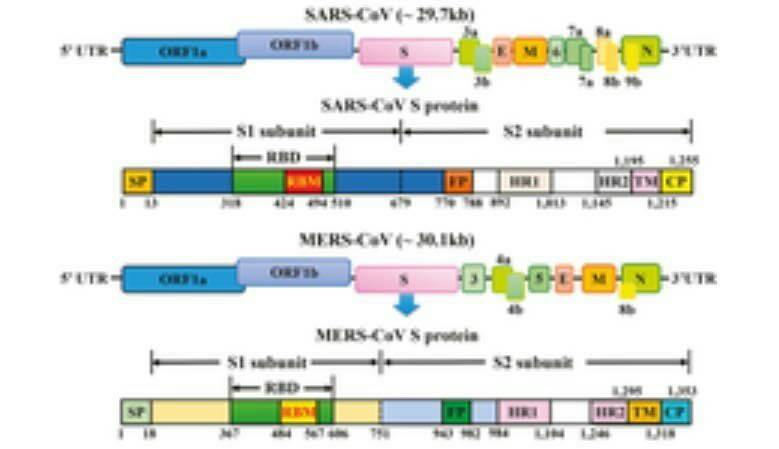 SARS-CoV (~ 29.7kb)
3a 7a 8a
5' UTR ORF1a ORF1b S E M 6 N 3'UTR
3b 7a 8b 9b
SARS-CoV S protein
S1 subunit S2 subunit
RBD 1,195 1,255
SP RBM FP HR1 HR2 TM CP
1 13 318 424 494 510 679 770 788 892 1,013 1,145 1,215
MERS-CoV (~ 30.1kb)
4a
5' UTR ORF1a ORF1b S 3 5 E M N 3'UTR
4b 8b
MERS-CoV S protein
S1 subunit S2 subunit
RBD 1,295 1,353
SP RBM FP HR1 HR2 TM CP
1 18 367 484 567 606 751 943 982 984 1,104 1,246 1,318